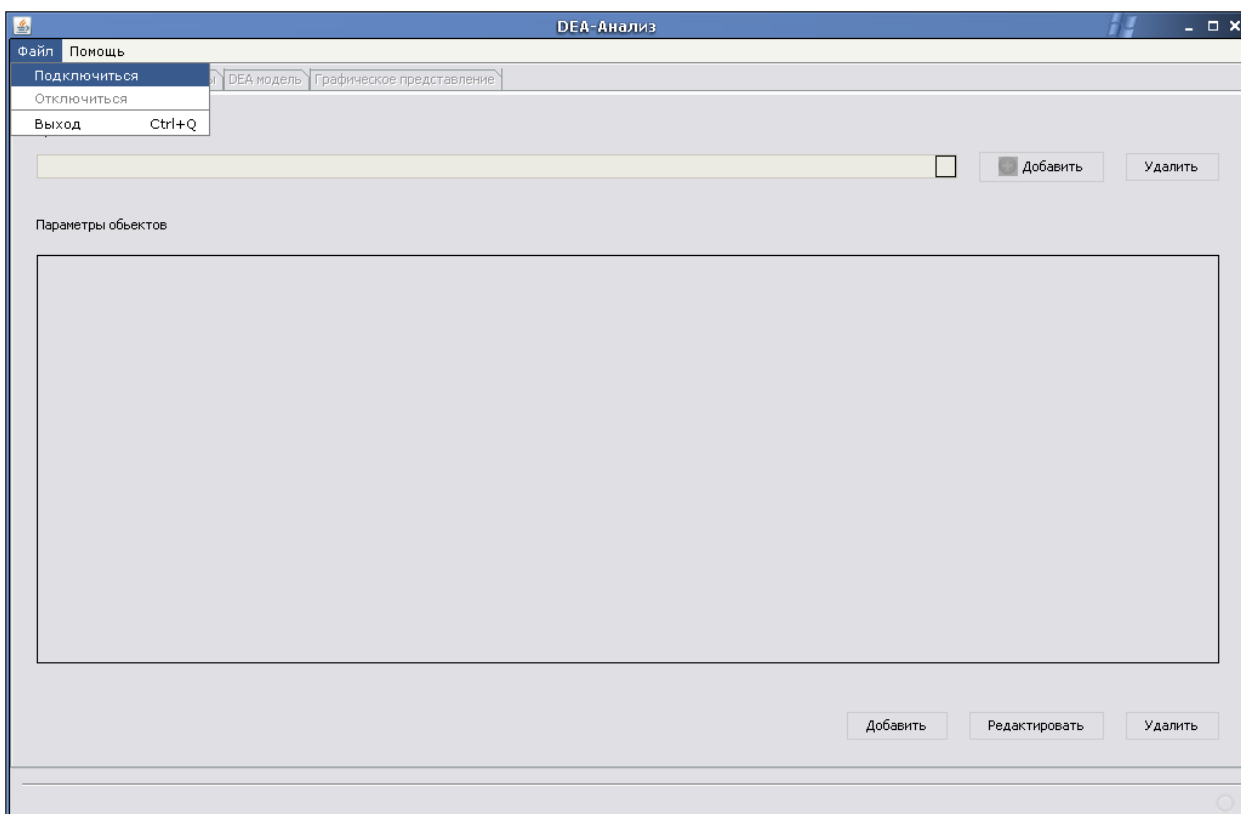 DEA-Анализ
Файл Помощь
Подключиться
DEA модель Графическое представление
Отключиться
Выход Ctrl+Q
Добавить Удалить
Параметры обьектов
Добавить Редактировать Удалить